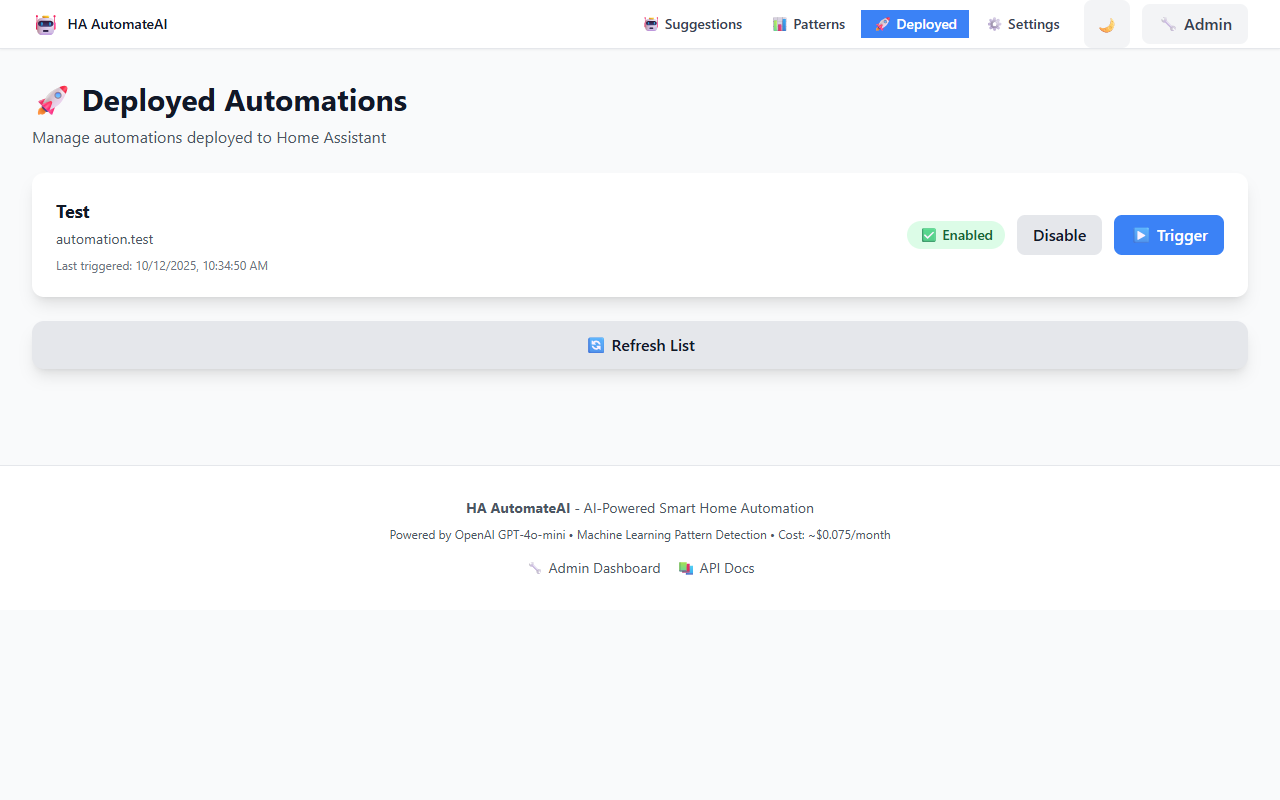 HA AutomateAI
Suggestions
Patterns
Deployed
Settings
Admin
Deployed Automations
Manage automations deployed to Home Assistant
Test
automation.test
Last triggered: 10/12/2025, 10:34:50 AM
Enabled
Disable
Trigger
Refresh List
HA AutomateAI - AI-Powered Smart Home Automation
Powered by OpenAI GPT-4o-mini • Machine Learning Pattern Detection • Cost: ~$0.075/month
Admin Dashboard
API Docs